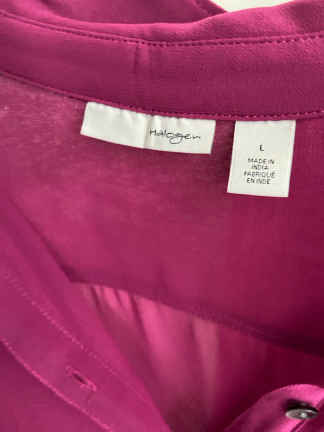 Halogen
L
MADE IN
INDIA
FABRIQUÉ
EN INDE